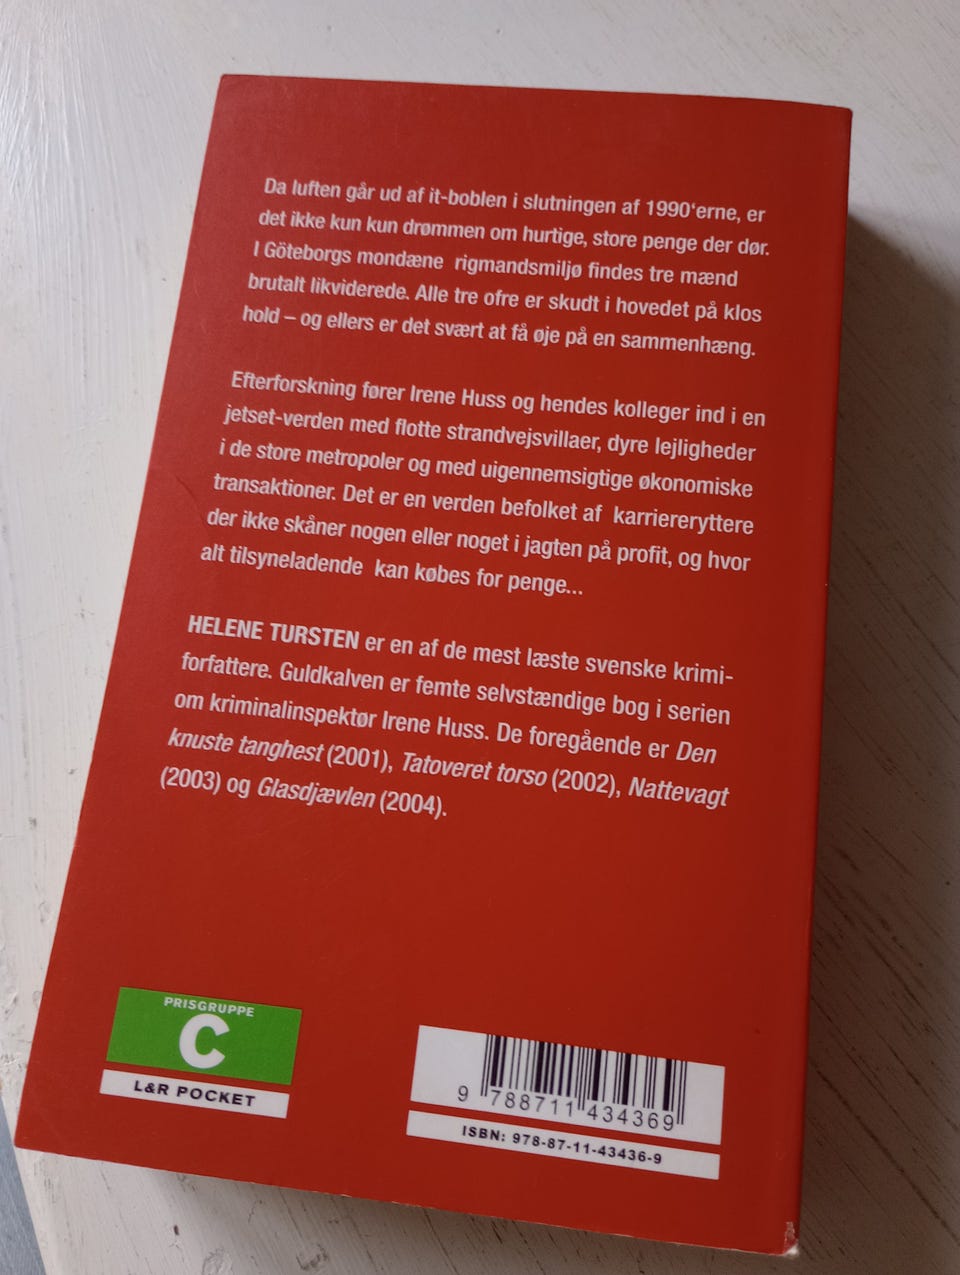 Da luften går ud af it-boblen i slutningen af 1990‘erne, er
det ikke kun kun drømmen om hurtige, store penge der dør.
I Göteborgs mondæne rigmandsmiljø findes tre mænd
brutalt likviderede. Alle tre ofre er skudt i hovedet på klos
hold – og ellers er det svært at få øje på en sammenhæng.
Efterforskning fører Irene Huss og hendes kolleger ind i en
jetset-verden med flotte strandvejsvillaer, dyre lejligheder
i de store metropoler og med uigennemsigtige økonomiske
transaktioner. Det er en verden befolket af karriereryttere
der ikke skåner nogen eller noget i jagten på profit, og hvor
alt tilsyneladende kan købes for penge...
HELENE TURSTEN er en af de mest læste svenske krimi-
forfattere. Guldkalven er femte selvstændige bog i serien
om kriminalinspektør Irene Huss. De foregående er Den
knuste tanghest (2001), Tatoveret torso (2002), Nattevagt
(2003) og Glasdjævlen (2004).
PRISGRUPPE
C
L&R POCKET
9 788711 434369
ISBN: 978-87-11-43436-9